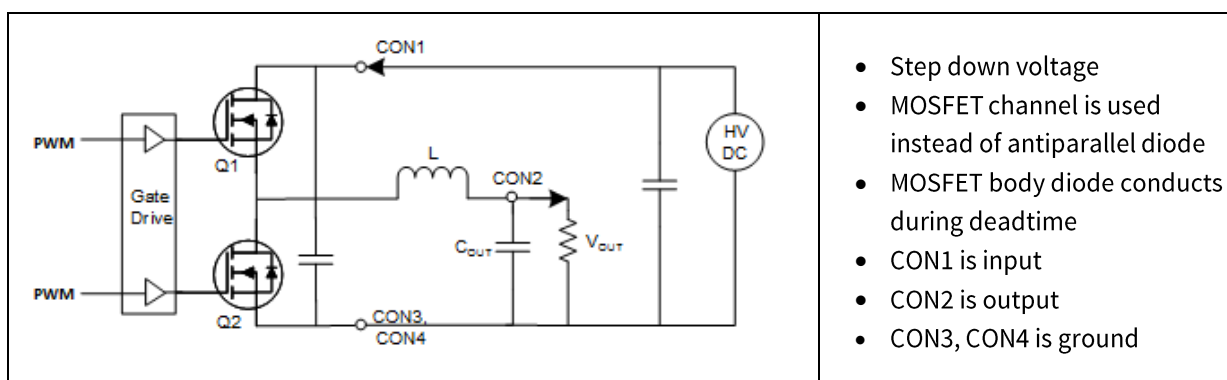 CON1
PWM
Q1
HV
DC
L
CON2
Gate
Drive
COUT
VOUT
PWM
Q2
CON3,
CON4
• Step down voltage
• MOSFET channel is used
instead of antiparallel diode
• MOSFET body diode conducts
during deadtime
• CON1 is input
• CON2 is output
• CON3, CON4 is ground